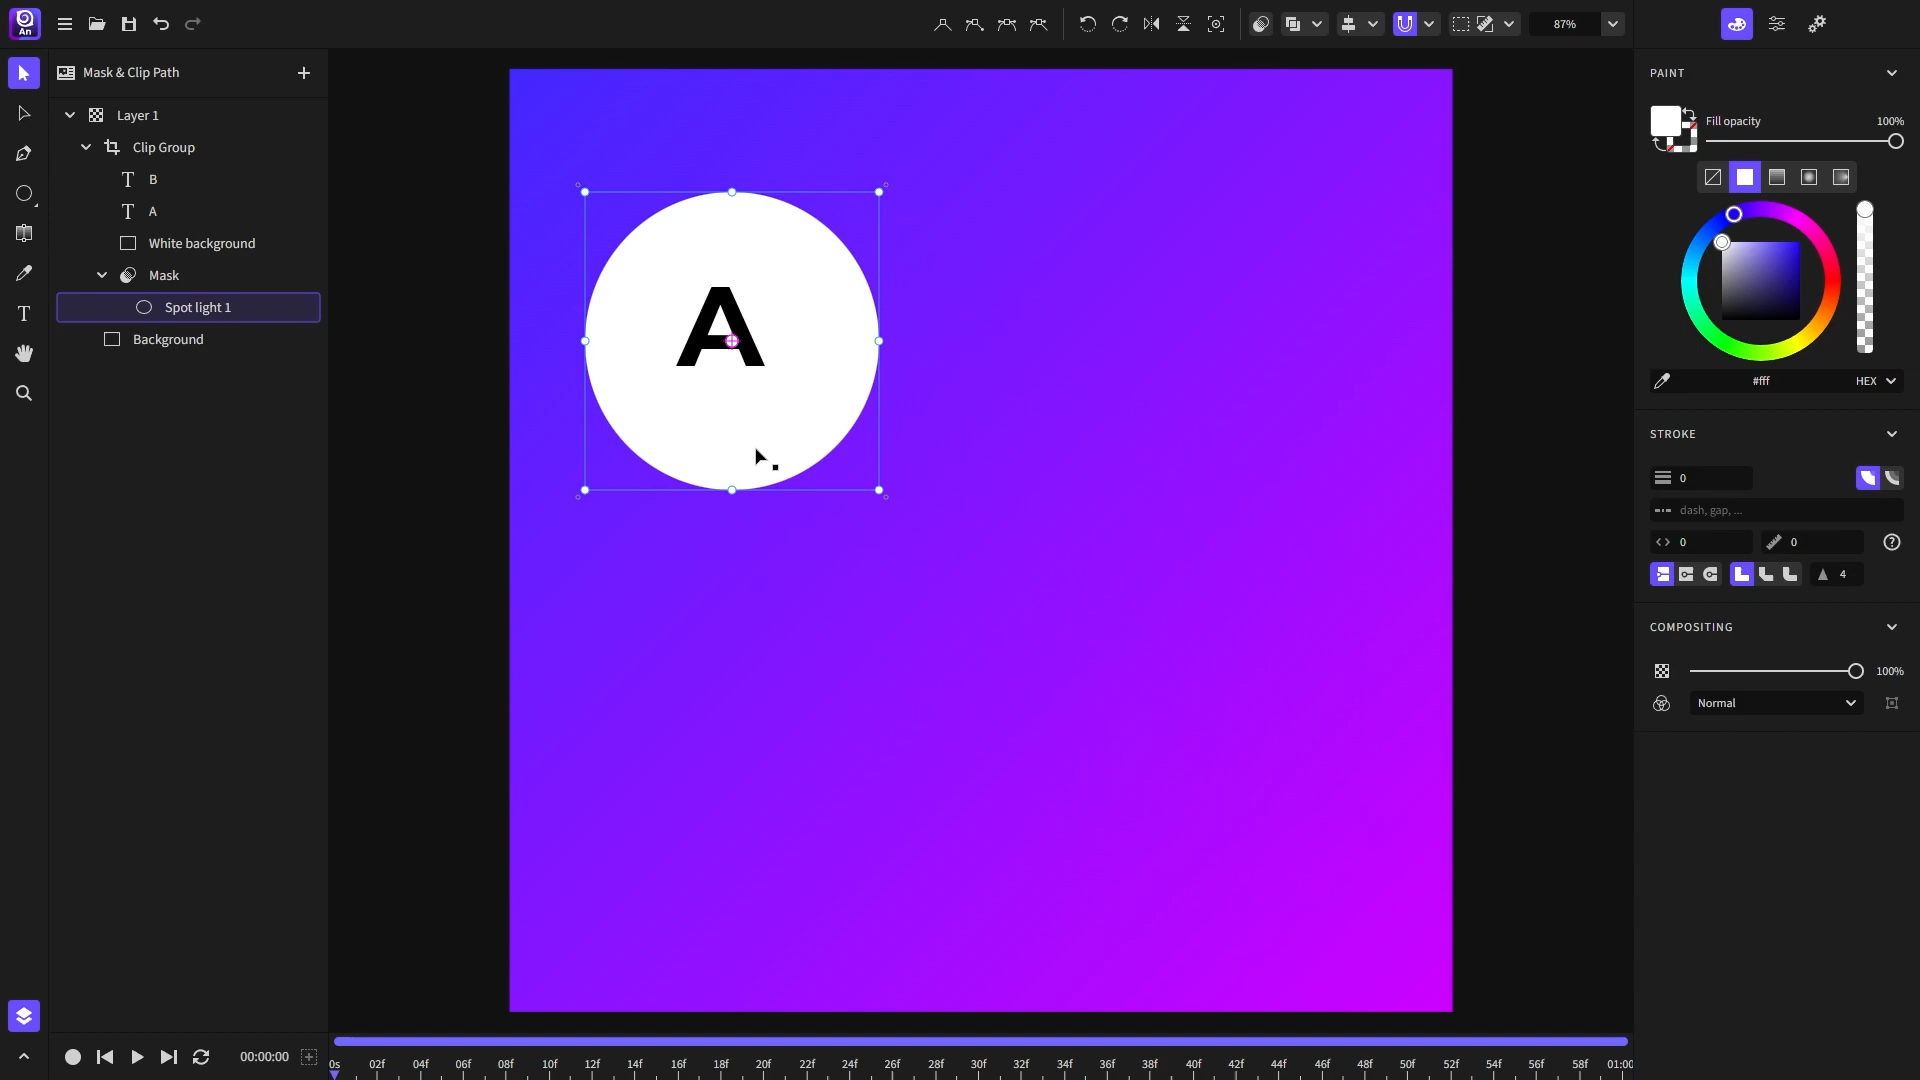 An
87%
Mask & Clip Path
PAINT
Layer 1
Fill opacity
100%
Clip Group
T
B
T
A
White background
Mask
Spot light 1
T
Background
A
#fff
HEX
STROKE
0
dash, gap, ...
0
0
4
COMPOSITING
100%
Normal
00:00:00
0s 02f 04f 06f 08f 10f 12f 14f 16f 18f 20f 22f 24f 26f 28f 30f 32f 34f 36f 38f 40f 42f 44f 46f 48f 50f 52f 54f 56f 58f 01:00